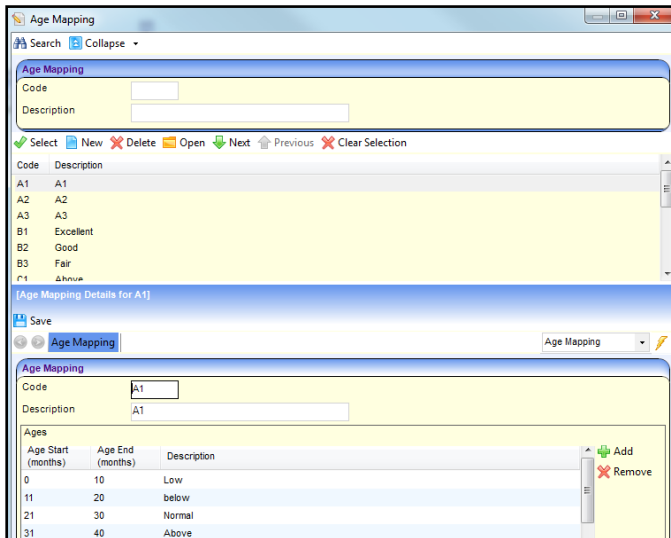 Age Mapping
Search Collapse
Age Mapping
Code
Description
Select New Delete Open Next Previous Clear Selection
Code Description
A1 A1
A2 A2
A3 A3
B1 Excellent
B2 Good
B3 Fair
C1 Above
[Age Mapping Details for A1]
Save
Age Mapping Age Mapping
Age Mapping
Code A1
Description A1
Ages
Age Start (months) Age End (months) Description
0 10 Low
11 20 below
21 30 Normal
31 40 Above
Add
Remove